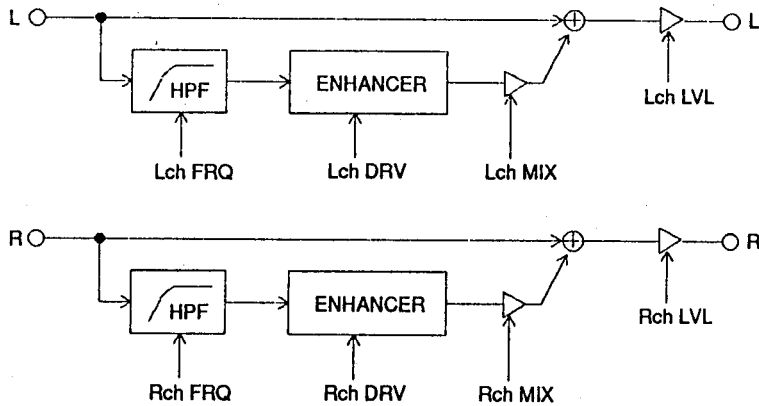 L L
HPF ENHANCER
Lch LVL
Lch FRQ Lch DRV Lch MIX
R R
HPF ENHANCER
Rch LVL
Rch FRQ Rch DRV Rch MIX